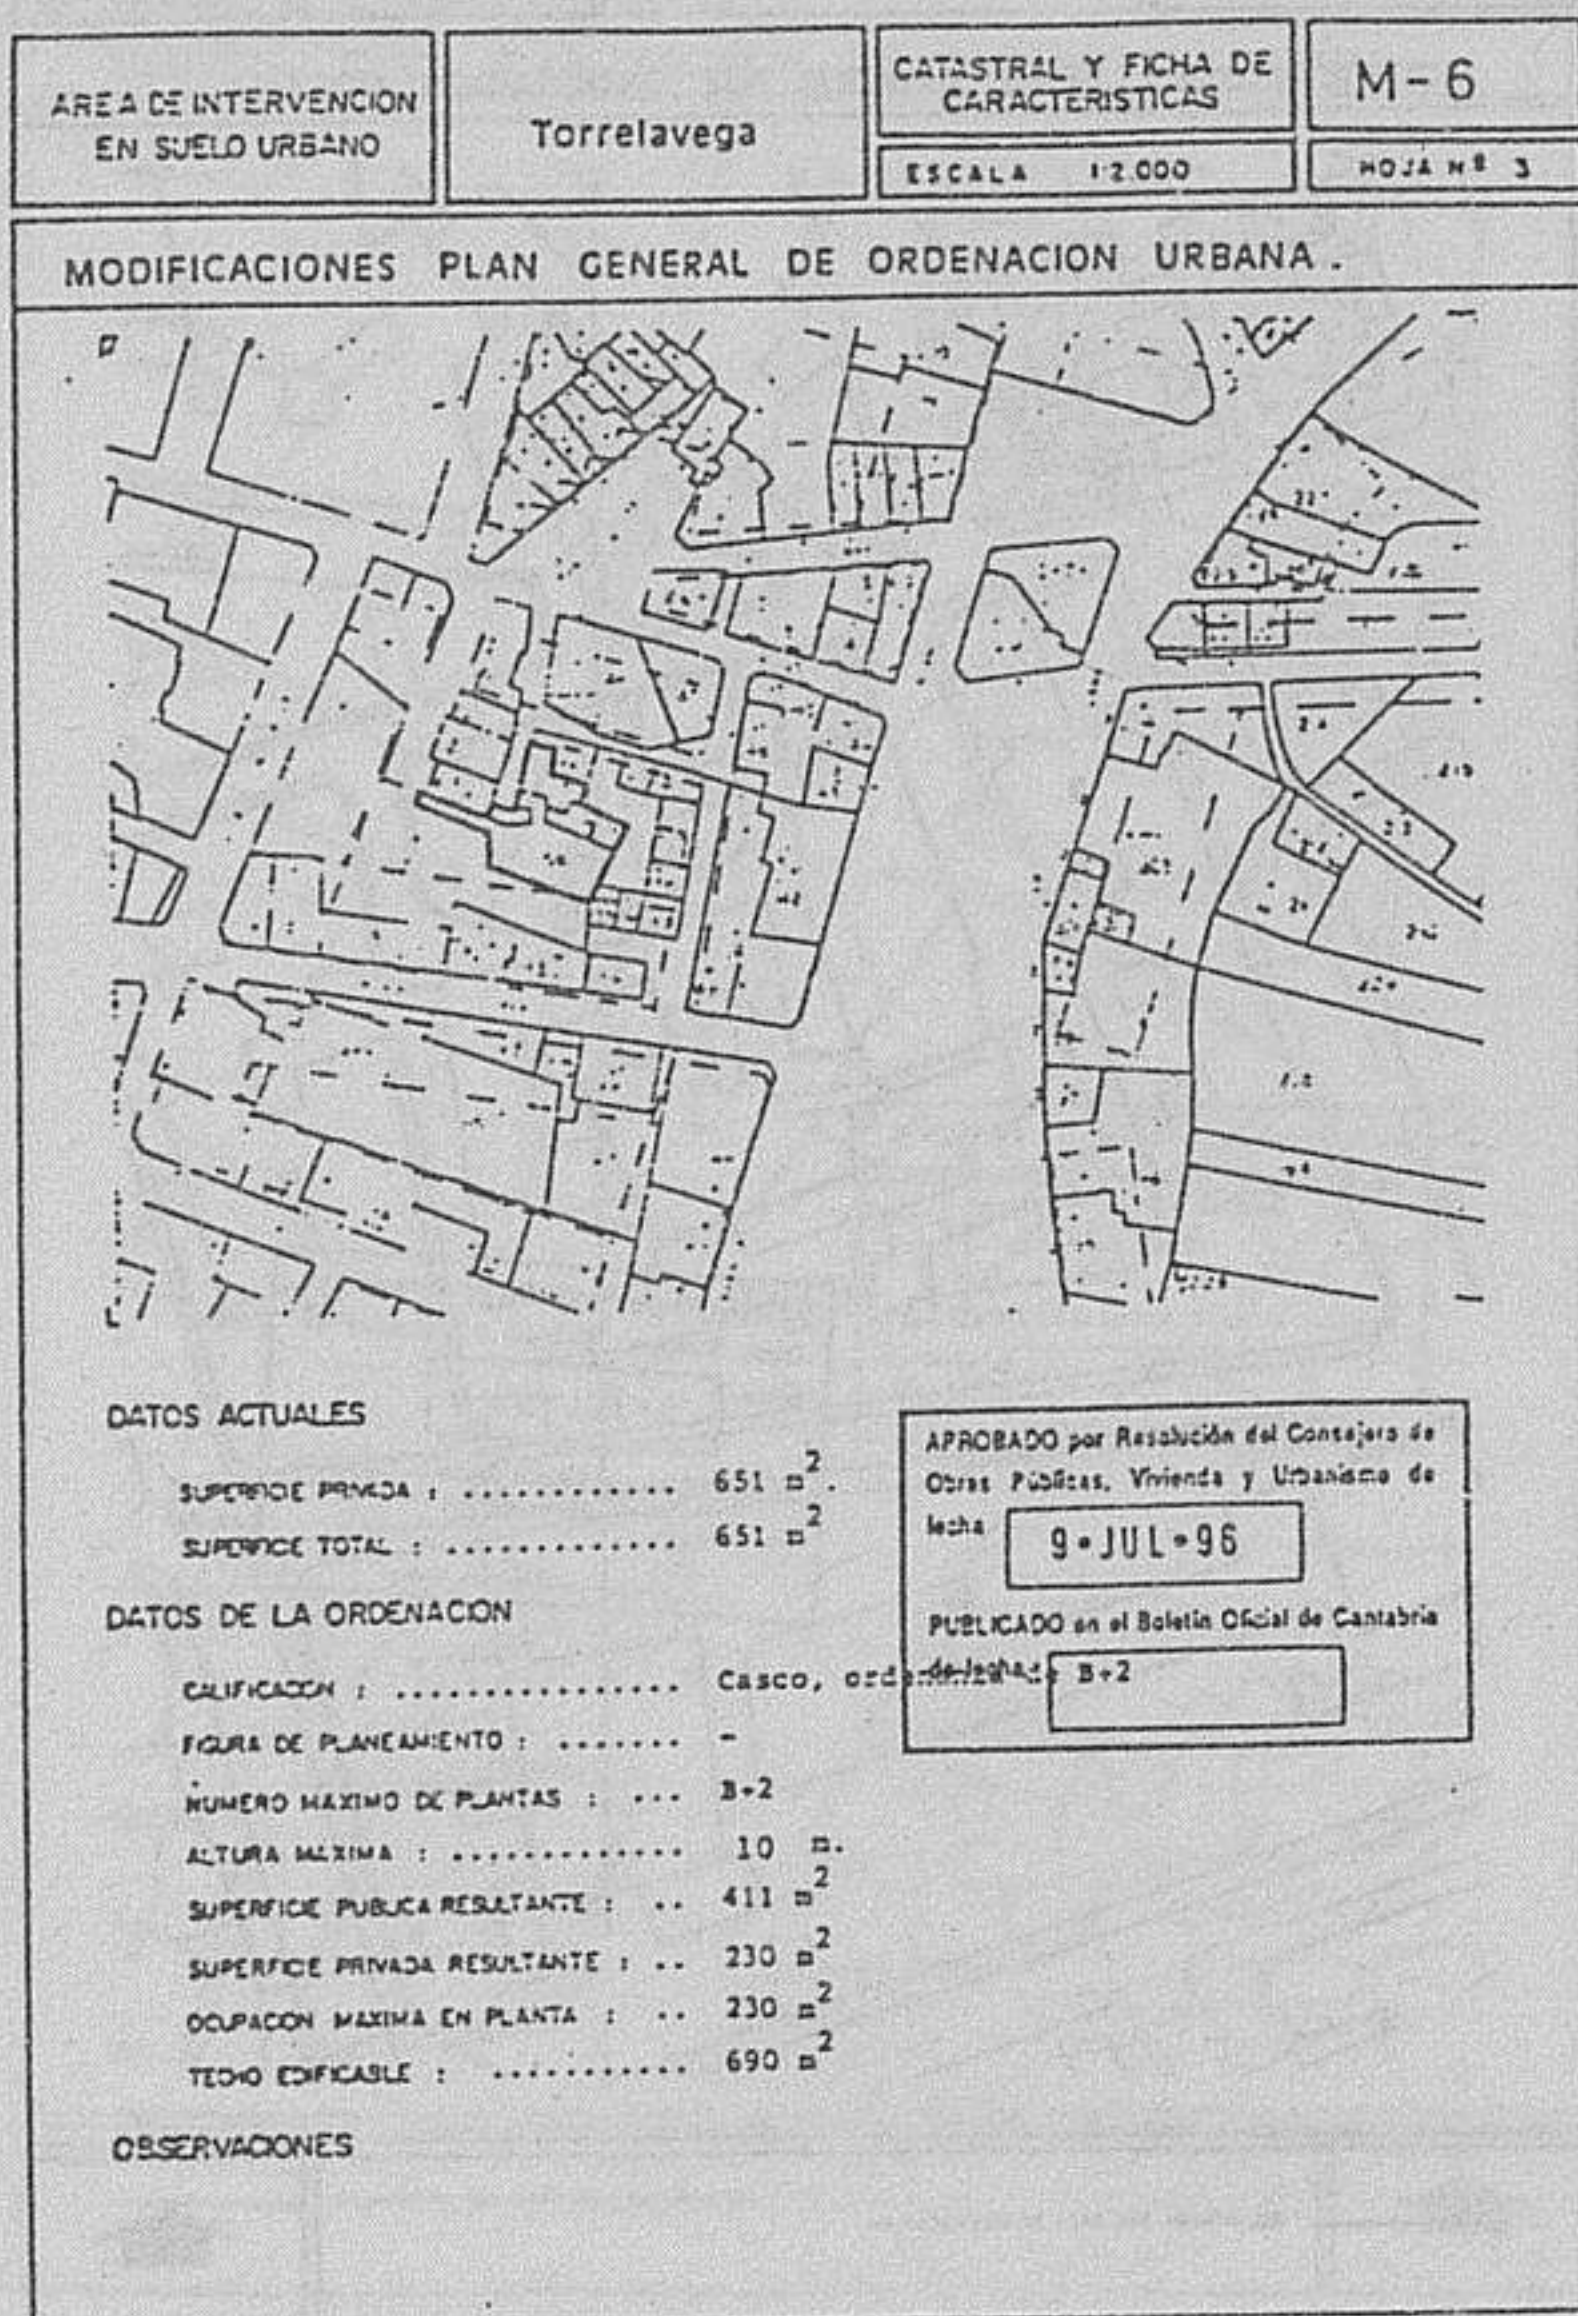 AREA DE INTERVENCION
EN SUELO URBANO
Torrelavega
CATASTRAL Y FICHA DE
CARACTERISTICAS
ESCALA 1:2.000
M-6
HOJA Nº 3
MODIFICACIONES PLAN GENERAL DE ORDENACION URBANA.
DATOS ACTUALES
SUPERFICIE PRIVADA : ............. 651 m².
SUPERFICE TOTAL : .............. 651 m²
DATOS DE LA ORDENACION
CALIFICACION : ................. Casco, ordenanza B+2
FIGURA DE PLANEAMIENTO : ....... -
NUMERO MAXIMO DE PLANTAS : ... B+2
ALTURA MAXIMA : .............. 10 m.
SUPERFICIE PUBLICA RESULTANTE : .. 411 m²
SUPERFICIE PRIVADA RESULTANTE : .. 230 m²
OCUPACION MAXIMA EN PLANTA : .. 230 m²
TECHO EDIFICABLE : ........... 690 m²
OBSERVACIONES
APROBADO por Resolución del Consejero de
Obras Públicas, Vivienda y Urbanismo de
fecha 9·JUL·96
PUBLICADO en el Boletín Oficial de Cantabria
de fecha